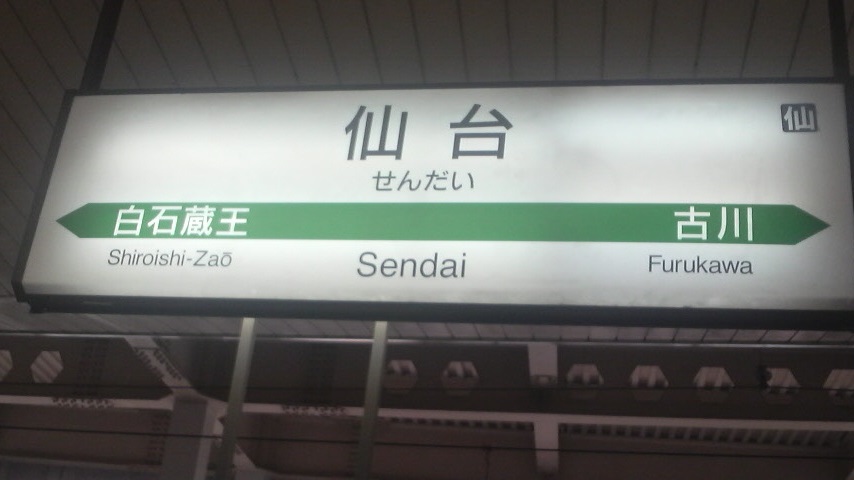 仙台
仙
せんだい
白石蔵王
古川
Shiroishi-Zaō
Sendai
Furukawa